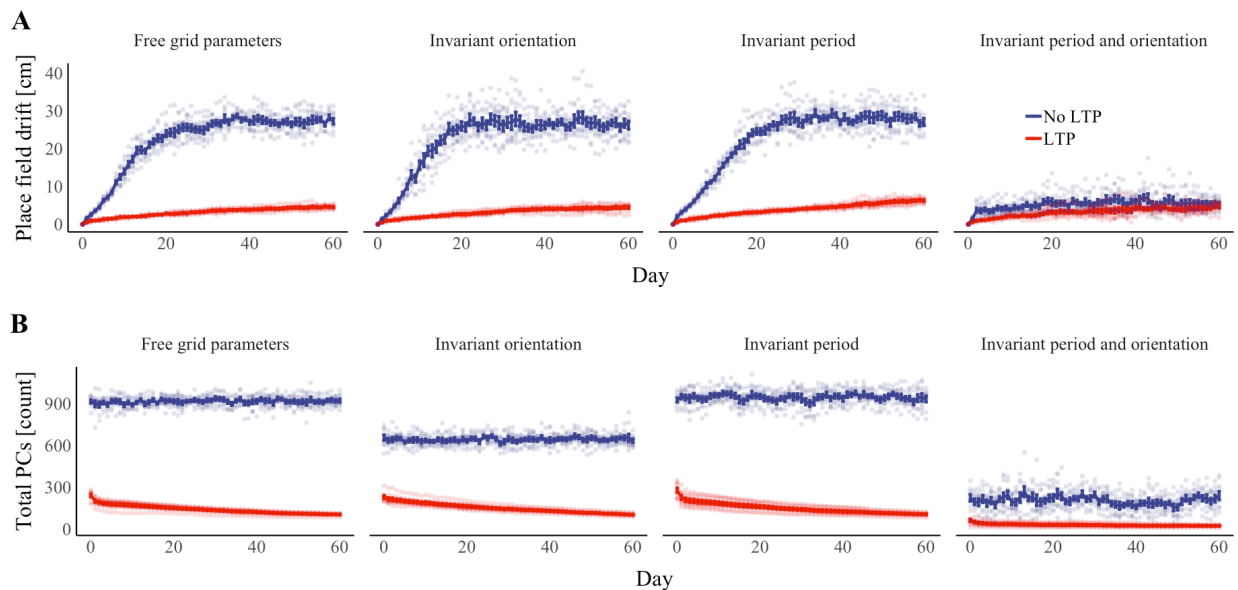 A
Free grid parameters
Invariant orientation
Invariant period
Invariant period and orientation
Place field drift [cm]
40
30
20
10
0
No LTP
LTP
0 20 40 60
0 20 40 60
0 20 40 60
0 20 40 60
Day
B
Free grid parameters
Invariant orientation
Invariant period
Invariant period and orientation
Total PCs [count]
900
600
300
0
0 20 40 60
0 20 40 60
0 20 40 60
0 20 40 60
Day